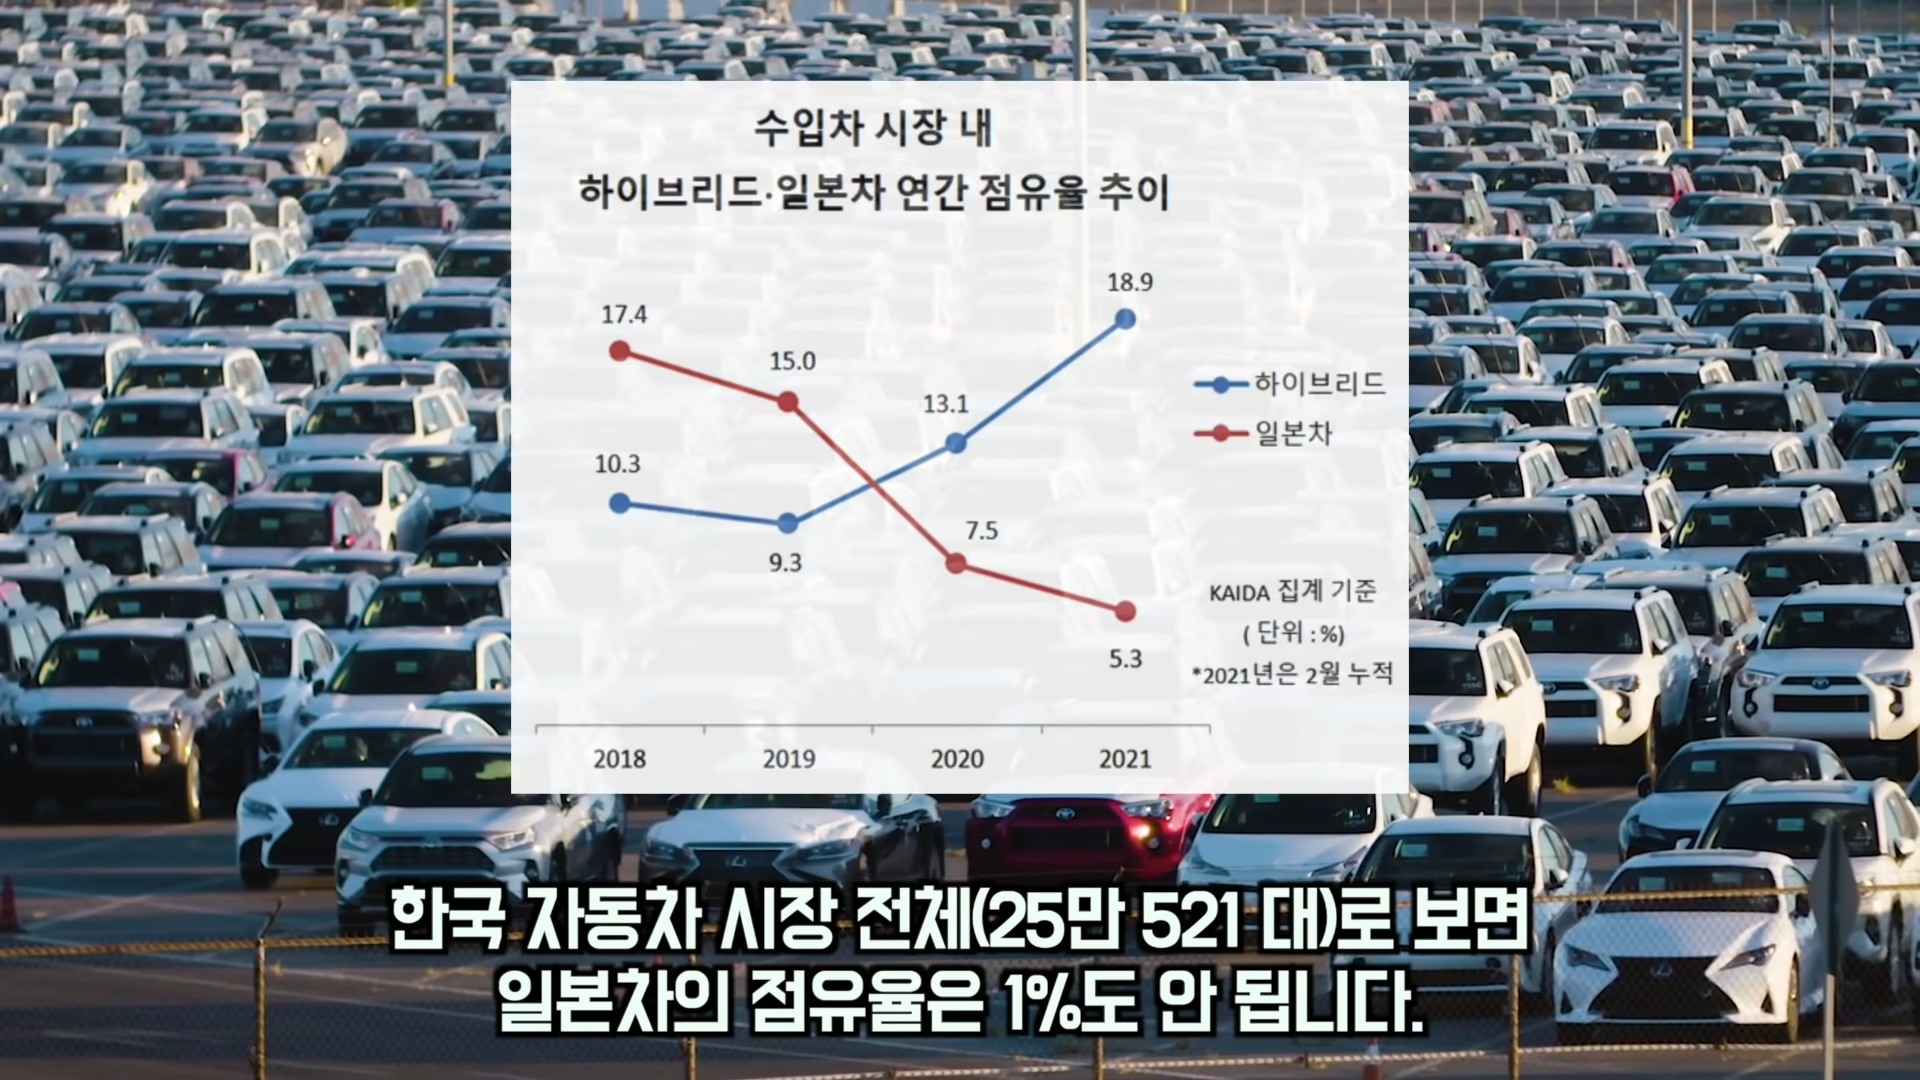 수입차 시장 내
하이브리드·일본차 연간 점유율 추이
18.9
17.4
15.0
13.1
하이브리드
일본차
10.3
7.5
9.3
KAIDA 집계 기준
( 단위 : %)
5.3
*2021년은 2월 누적
2018 2019 2020 2021
한국 자동차 시장 전체(25만 521 대)로 보면
일본차의 점유율은 1%도 안 됩니다.